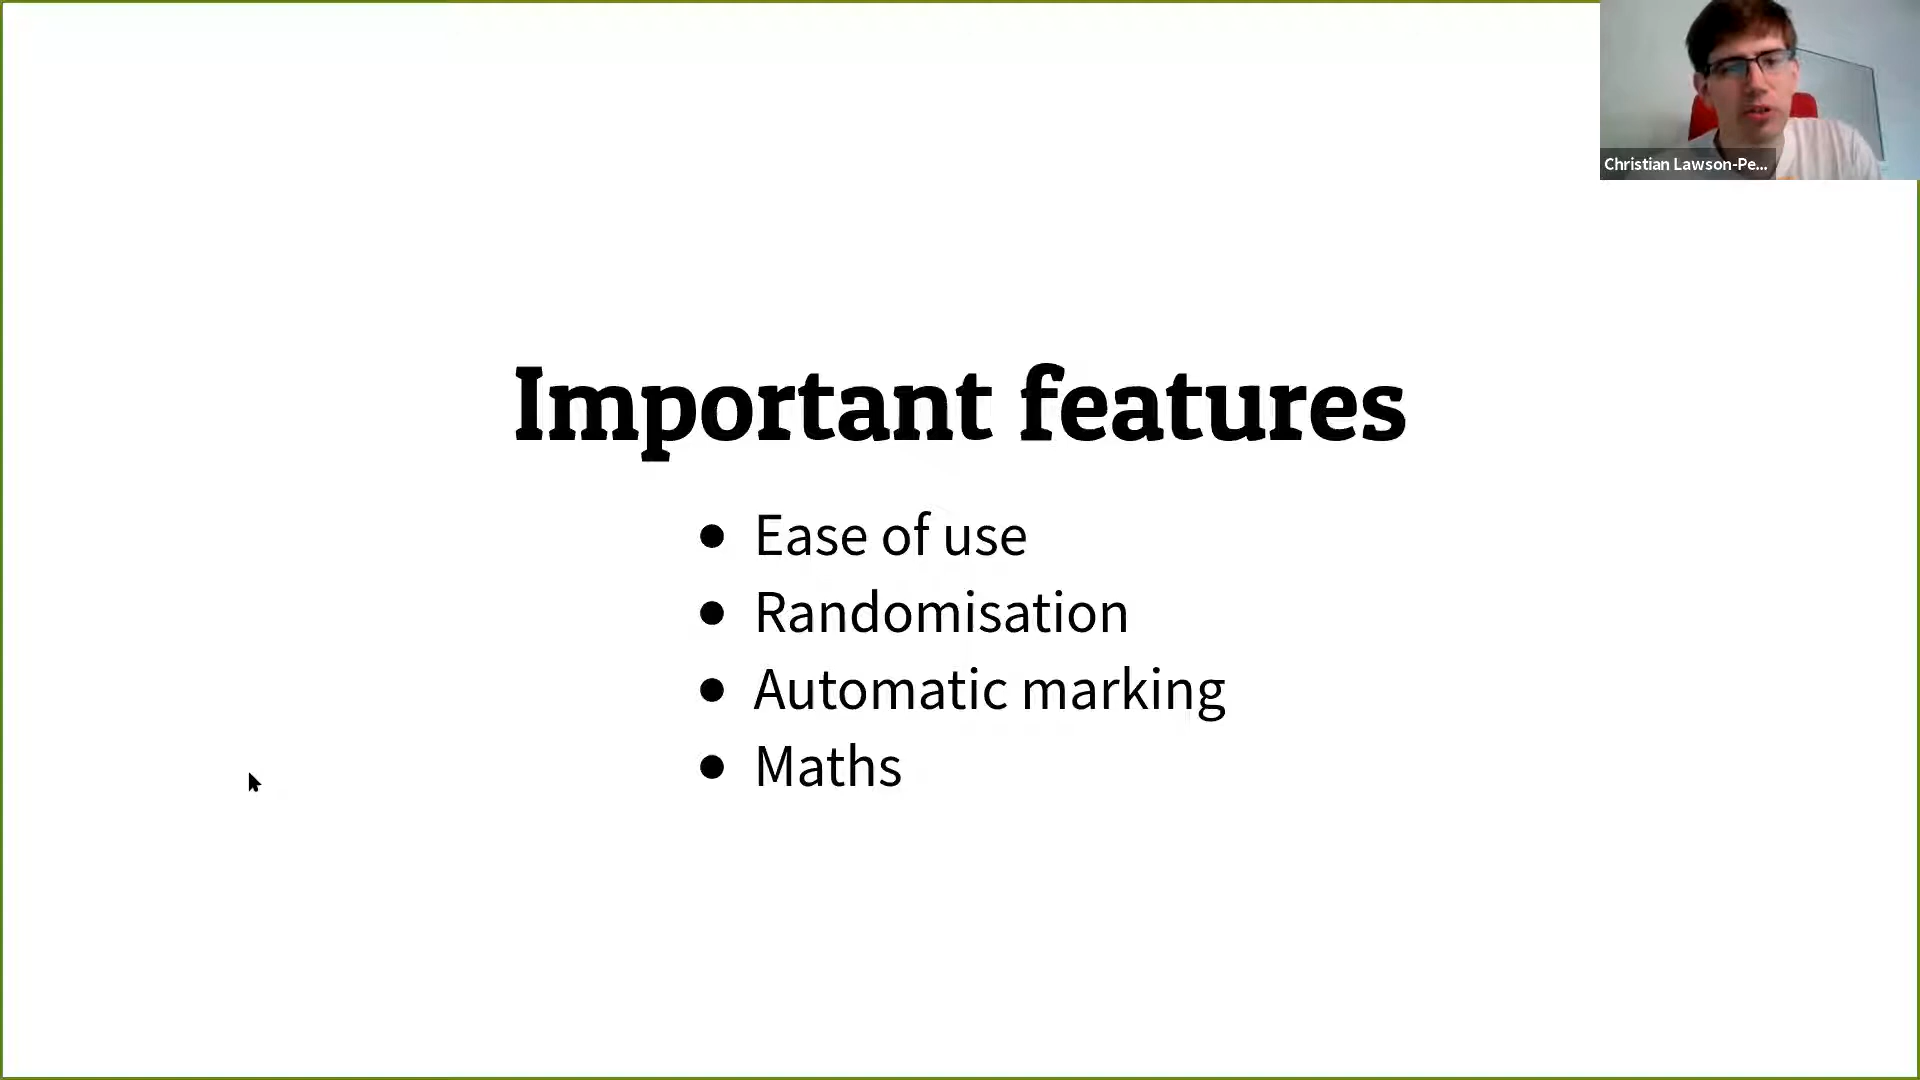 Christian Lawson-Pe...
Important features
Ease of use
Randomisation
Automatic marking
Maths